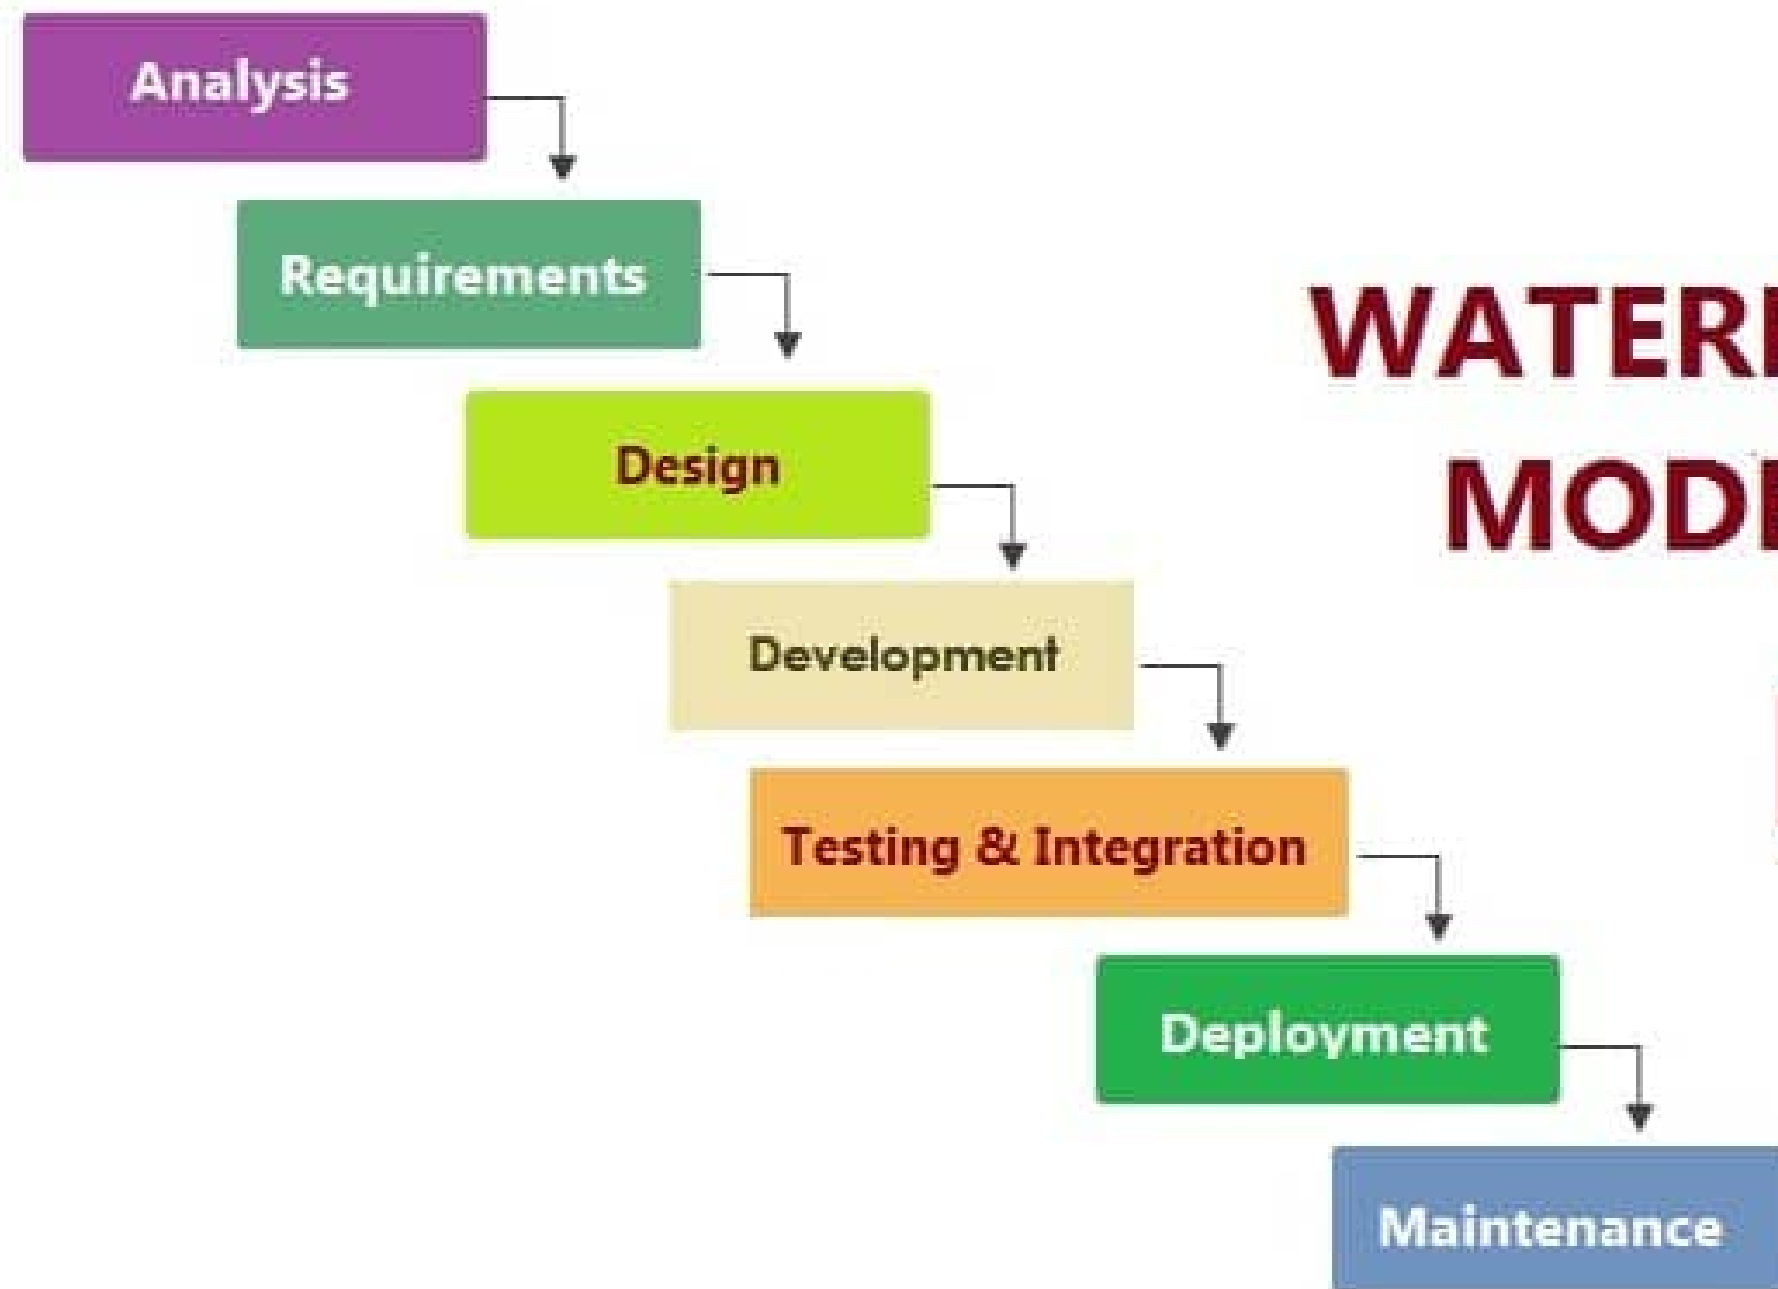 Analysis
Requirements
WATER
Design
MOD
Development
Testing & Integration
Deployment
Maintenance